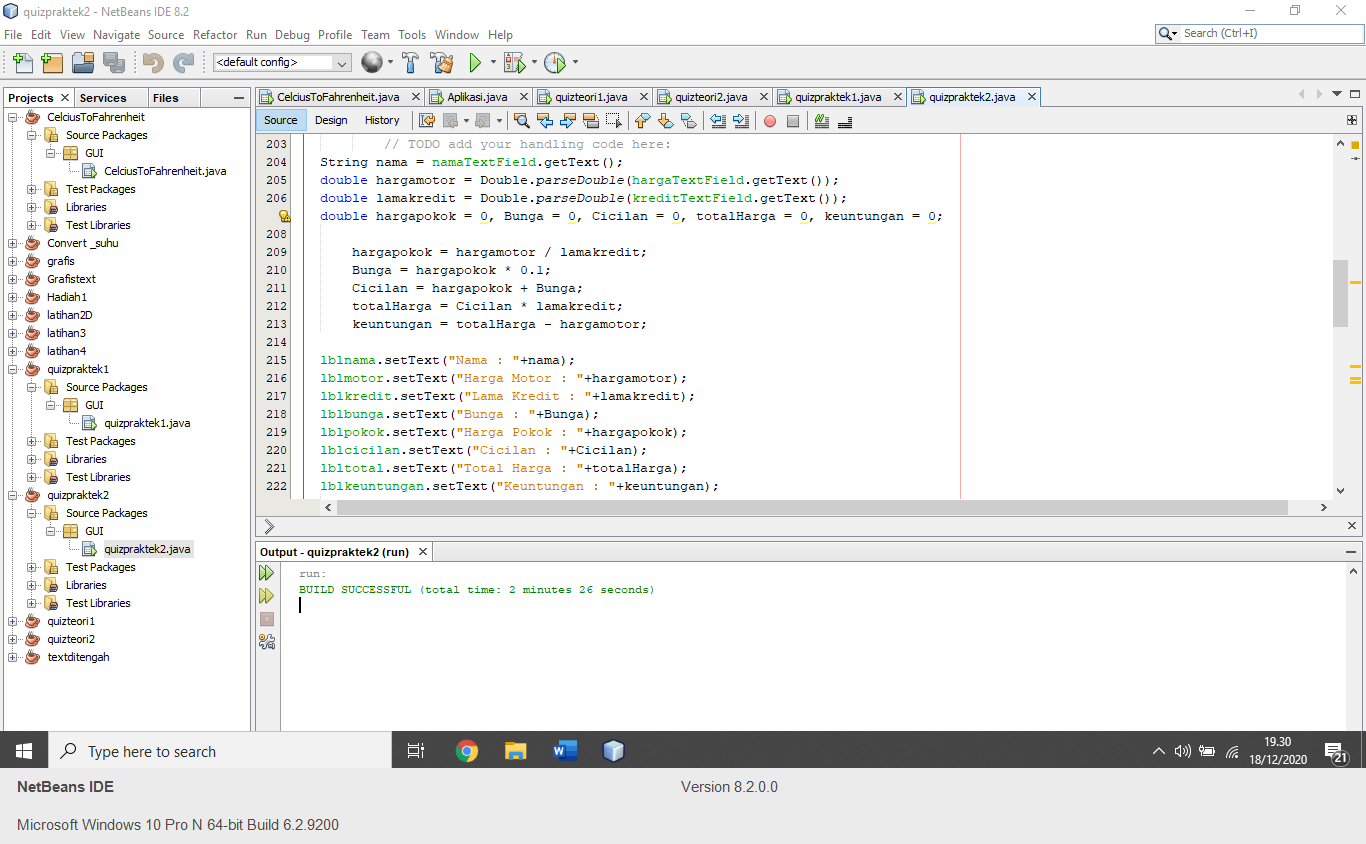 quizpraktek2 - NetBeans IDE 8.2
File Edit View Navigate Source Refactor Run Debug Profile Team Tools Window Help
Search (Ctrl+I)
<default config>
Projects Services Files
CelciusToFahrenheit
Source Packages
GUI
CelciusToFahrenheit.java
Test Packages
Libraries
Test Libraries
Convert _suhu
grafis
Grafistext
Hadiah1
latihan2D
latihan3
latihan4
quizpraktek1
Source Packages
GUI
quizpraktek1.java
Test Packages
Libraries
Test Libraries
quizpraktek2
Source Packages
GUI
quizpraktek2.java
Test Packages
Libraries
Test Libraries
quizteori1
quizteori2
textditengah
CelciusToFahrenheit.java Aplikasi.java quizteori1.java quizteori2.java quizpraktek1.java quizpraktek2.java
Source Design History
203 // TODO add your handling code here:
204 String nama = namaTextField.getText();
205 double hargamotor = Double.parseDouble(hargaTextField.getText());
206 double lamakredit = Double.parseDouble(kreditTextField.getText());
double hargapokok = 0, Bunga = 0, Cicilan = 0, totalHarga = 0, keuntungan = 0;
208
209 hargapokok = hargamotor / lamakredit;
210 Bunga = hargapokok * 0.1;
211 Cicilan = hargapokok + Bunga;
212 totalHarga = Cicilan * lamakredit;
213 keuntungan = totalHarga - hargamotor;
214
215 lblnama.setText("Nama : "+nama);
216 lblmotor.setText("Harga Motor : "+hargamotor);
217 lblkredit.setText("Lama Kredit : "+lamakredit);
218 lblbunga.setText("Bunga : "+Bunga);
219 lblpokok.setText("Harga Pokok : "+hargapokok);
220 lblcicilan.setText("Cicilan : "+Cicilan);
221 lbltotal.setText("Total Harga : "+totalHarga);
222 lblkeuntungan.setText("Keuntungan : "+keuntungan);
Output - quizpraktek2 (run)
run:
BUILD SUCCESSFUL (total time: 2 minutes 26 seconds)
Type here to search
19.30
18/12/2020
21
NetBeans IDE Version 8.2.0.0
Microsoft Windows 10 Pro N 64-bit Build 6.2.9200